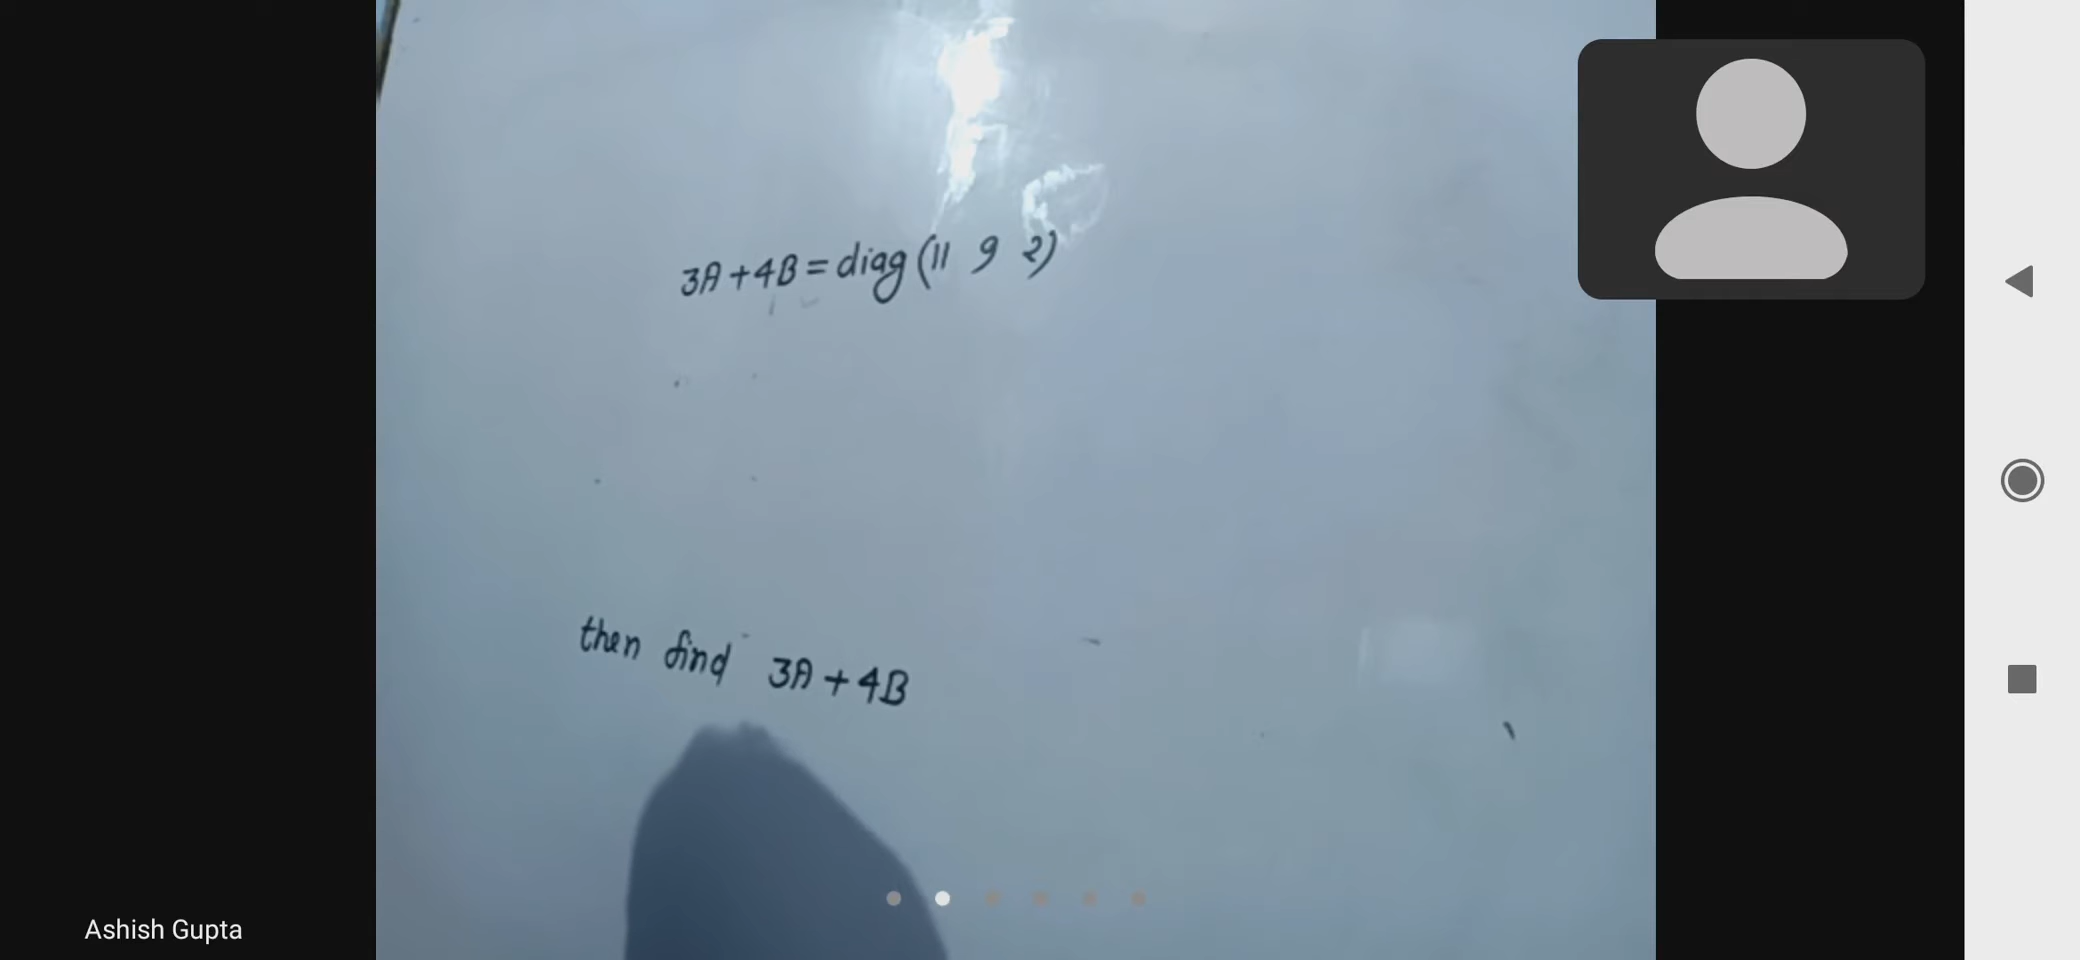 3A + 4B = diag (11 9 2)
then find 3A + 4B
Ashish Gupta